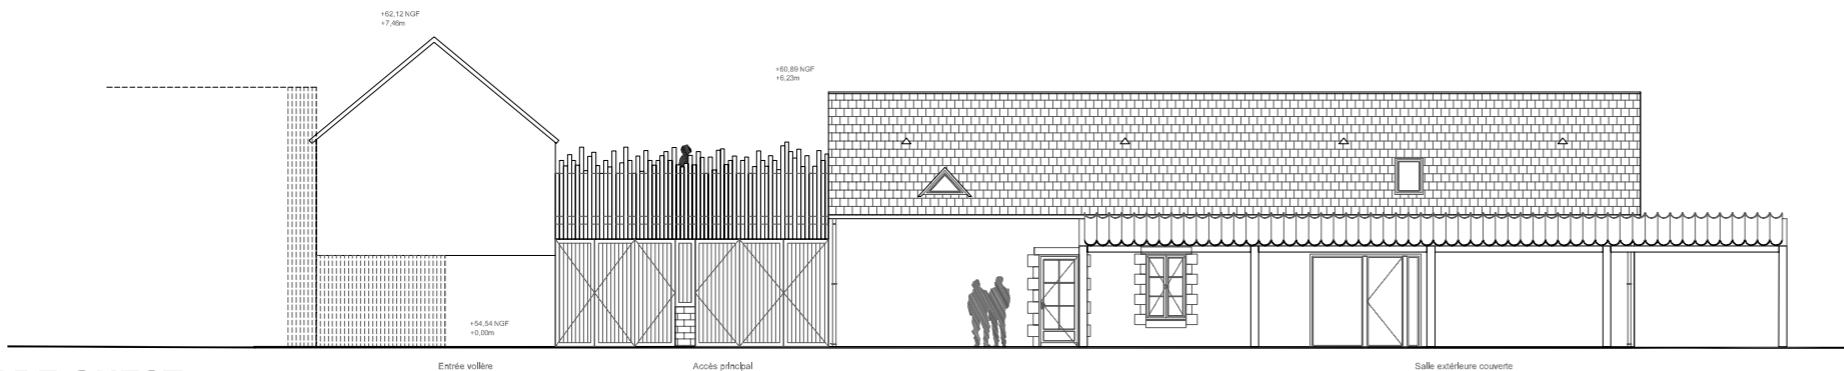 +62,12 NGF
+7,46m
+60,89 NGF
+6,23m
+54,54 NGF
+0,00m
Entrée volière
Accès principal
Salle extérieure couverte